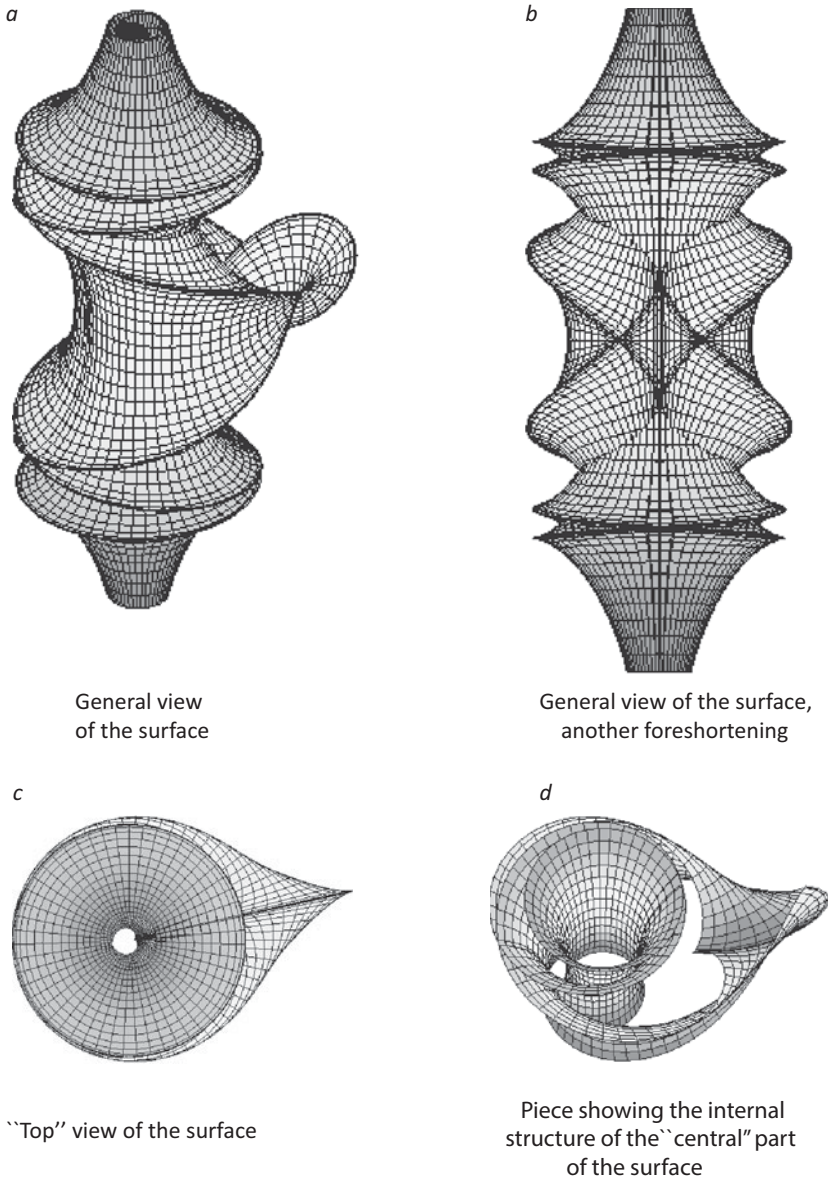 a
b
General view
of the surface
General view of the surface,
another foreshortening
c
d
``Top'' view of the surface
Piece showing the internal
structure of the``central'' part
of the surface